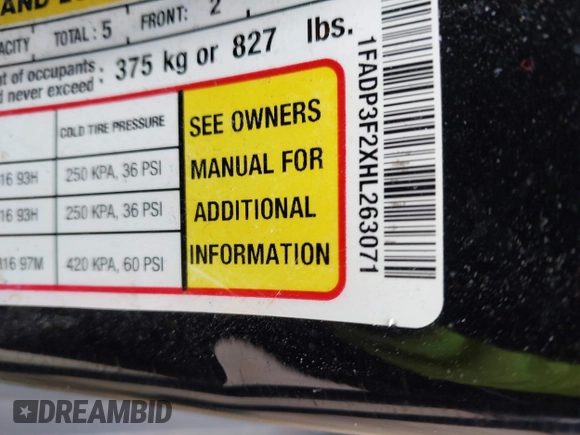 AND
ACITY TOTAL: 5 FRONT: 2
nt of occupants
d never exceed : 375 kg or 827 lbs.
COLD TIRE PRESSURE
16 93H 250 KPA, 36 PSI
16 93H 250 KPA, 36 PSI
R16 97M 420 KPA, 60 PSI
SEE OWNERS
MANUAL FOR
ADDITIONAL
INFORMATION
1FADP3F2XHL263071
DREAMBID